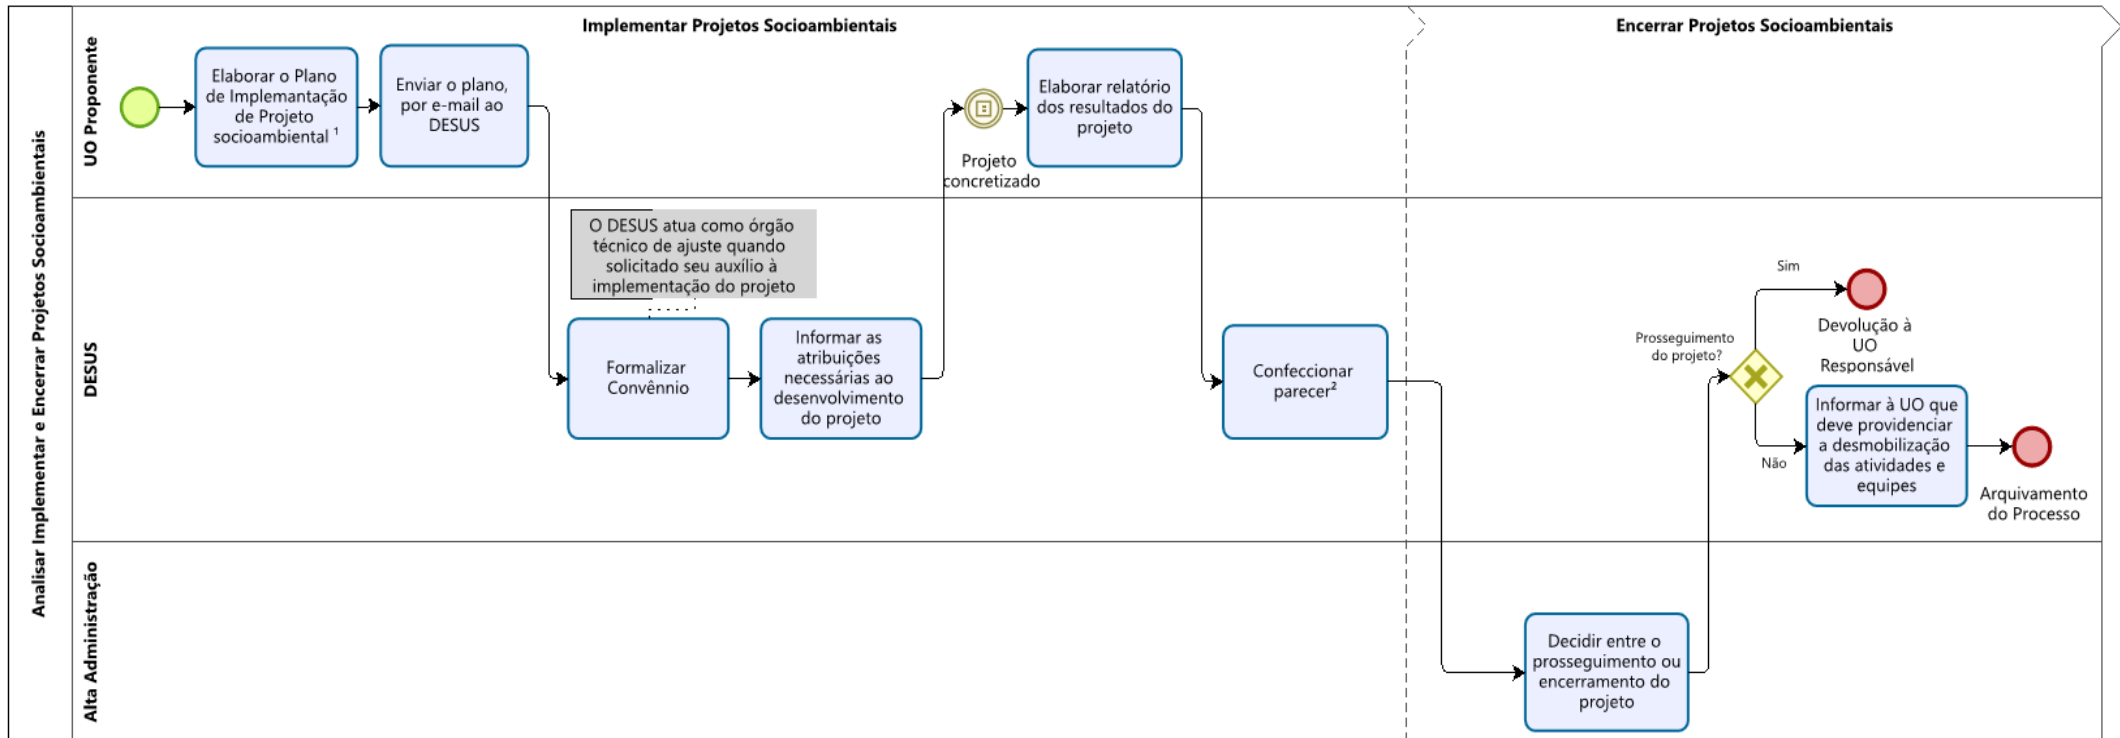 Analisar Implementar e Encerrar Projetos Socioambientais
Implementar Projetos Socioambientais
Encerrar Projetos Socioambientais
UO Proponente
Elaborar o Plano
de Implemantação
de Projeto
socioambiental ¹
Enviar o plano,
por e-mail ao
DESUS
Projeto
concretizado
Elaborar relatório
dos resultados do
projeto
DESUS
O DESUS atua como órgão
técnico de ajuste quando
solicitado seu auxílio à
implementação do projeto
Formalizar
Convênnio
Informar as
atribuições
necessárias ao
desenvolvimento
do projeto
Confeccionar
parecer²
Prosseguimento
do projeto?
Sim
Devolução à
UO
Responsável
Não
Informar à UO que
deve providenciar
a desmobilização
das atividades e
equipes
Arquivamento
do Processo
Alta Administração
Decidir entre o
prosseguimento ou
encerramento do
projeto